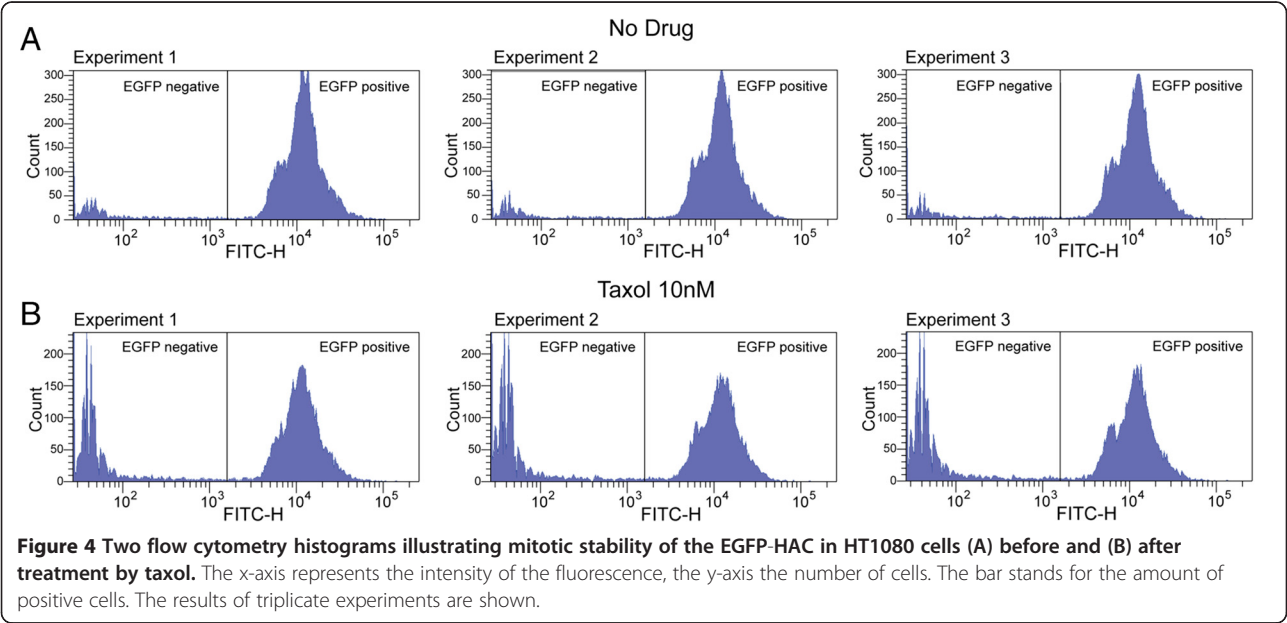 A
No Drug
Experiment 1
Experiment 2
Experiment 3
EGFP negative EGFP positive
EGFP negative EGFP positive
EGFP negative EGFP positive
Count
300
250
200
150
100
50
0
10² 10³ 10⁴ 10⁵
FITC-H
Count
300
250
200
150
100
50
0
10² 10³ 10⁴ 10⁵
FITC-H
Count
300
250
200
150
100
50
0
10² 10³ 10⁴ 10⁵
FITC-H
B
Taxol 10nM
Experiment 1
Experiment 2
Experiment 3
EGFP negative EGFP positive
EGFP negative EGFP positive
EGFP negative EGFP positive
Count
200
150
100
50
0
10² 10³ 10⁴ 10⁵
FITC-H
Count
200
150
100
50
0
10² 10³ 10⁴ 10⁵
FITC-H
Count
200
150
100
50
0
10² 10³ 10⁴ 10⁵
FITC-H
Figure 4 Two flow cytometry histograms illustrating mitotic stability of the EGFP-HAC in HT1080 cells (A) before and (B) after
treatment by taxol. The x-axis represents the intensity of the fluorescence, the y-axis the number of cells. The bar stands for the amount of
positive cells. The results of triplicate experiments are shown.